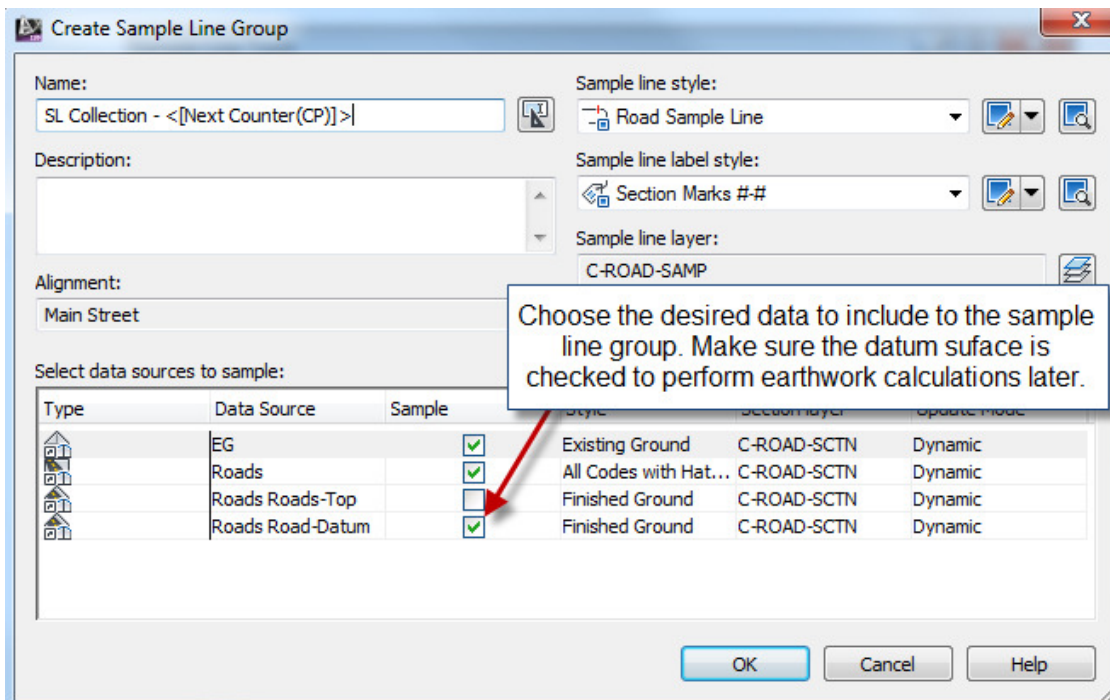 Create Sample Line Group
Name:
SL Collection - <[Next Counter(CP)]>
Description:
Alignment:
Main Street
Sample line style:
Road Sample Line
Sample line label style:
Section Marks #-#
Sample line layer:
C-ROAD-SAMP
Choose the desired data to include to the sample
line group. Make sure the datum suface is
checked to perform earthwork calculations later.
Select data sources to sample:
Type Data Source Sample Style Section layer Update Mode
EG Existing Ground C-ROAD-SCTN Dynamic
Roads All Codes with Hat... C-ROAD-SCTN Dynamic
Roads Roads-Top Finished Ground C-ROAD-SCTN Dynamic
Roads Road-Datum Finished Ground C-ROAD-SCTN Dynamic
OK Cancel Help